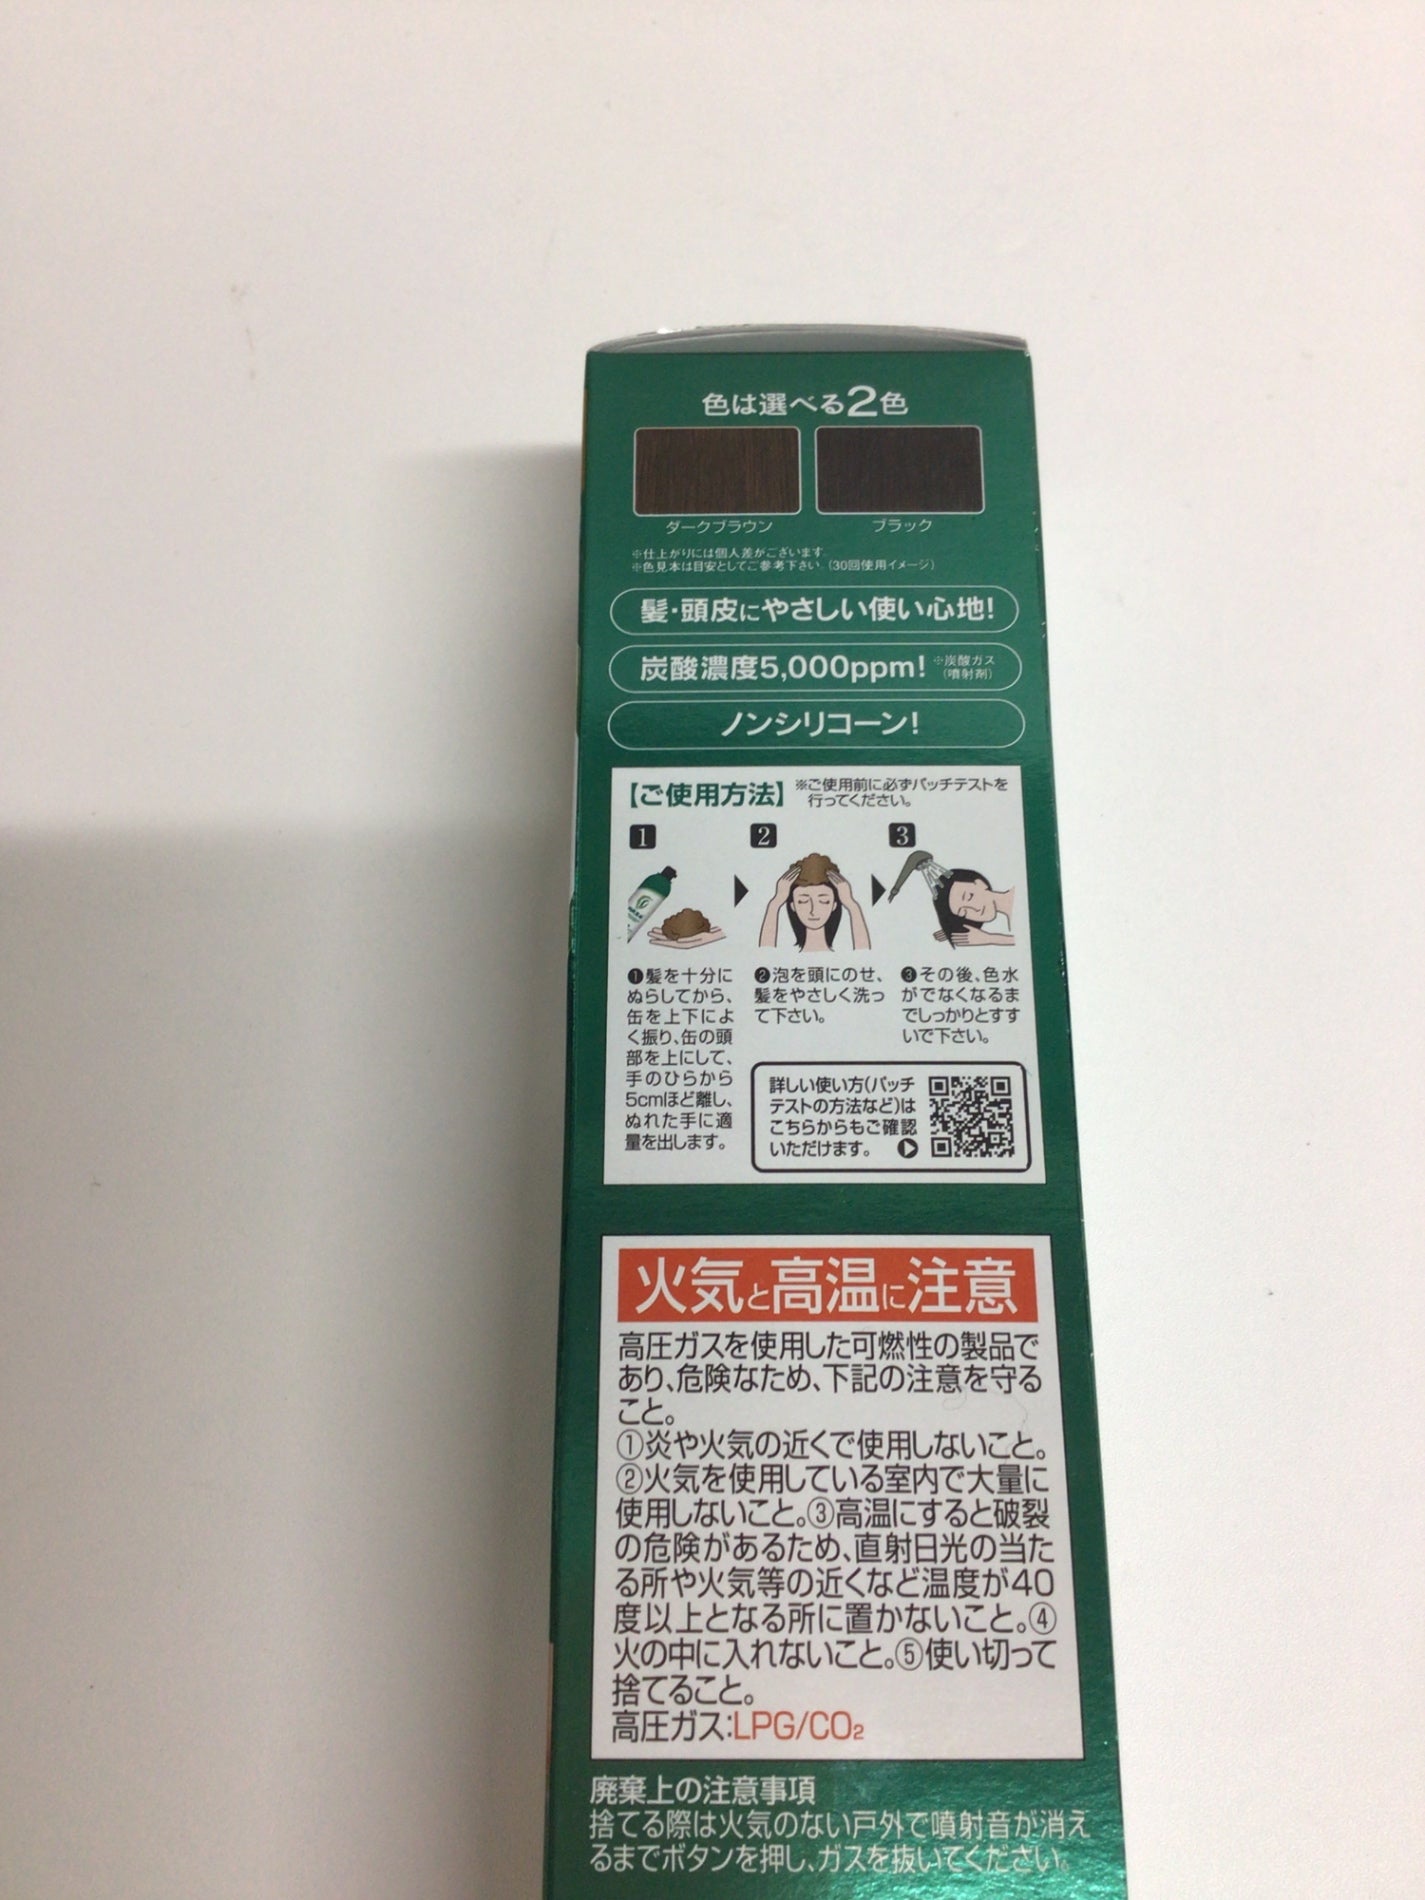 色は選べる2色
ダークブラウン ブラック
※仕上がりには個人差がございます。
※色見本は目安としてご参考下さい。(30回使用イメージ)
髪・頭皮にやさしい使い心地!
炭酸濃度5,000ppm! ※炭酸ガス
(噴射剤)
ノンシリコーン!
【ご使用方法】 ※ご使用前に必ずパッチテストを
行ってください。
1 2 3
❶髪を十分に
ぬらしてから、
缶を上下によ
く振り、缶の頭
部を上にして、
手のひらから
5cmほど離し、
ぬれた手に適
量を出します。
❷泡を頭にのせ、
髪をやさしく洗っ
て下さい。
❸その後、色水
がでなくなるま
でしっかりとすす
いで下さい。
詳しい使い方(パッチ
テストの方法など)は
こちらからもご確認
いただけます。
火気と高温に注意
高圧ガスを使用した可燃性の製品で
あり、危険なため、下記の注意を守る
こと。
①炎や火気の近くで使用しないこと。
②火気を使用している室内で大量に
使用しないこと。③高温にすると破裂
の危険があるため、直射日光の当た
る所や火気等の近くなど温度が40
度以上となる所に置かないこと。④
火の中に入れないこと。⑤使い切って
捨てること。
高圧ガス:LPG/CO₂
廃棄上の注意事項
捨てる際は火気のない戸外で噴射音が消え
るまでボタンを押し、ガスを抜いてください。